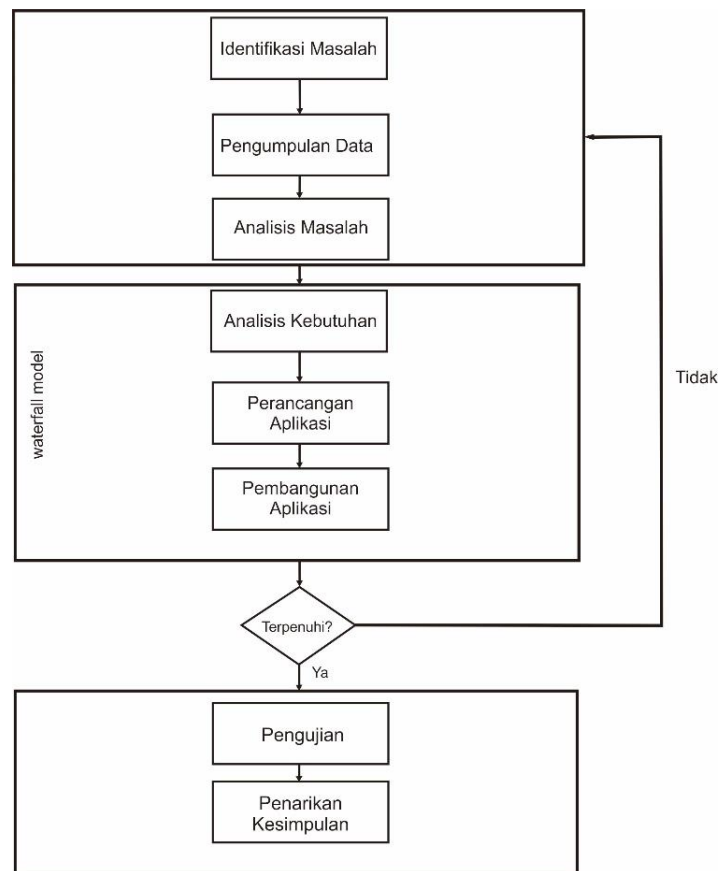 Identifikasi Masalah
Pengumpulan Data
Analisis Masalah
waterfall model
Analisis Kebutuhan
Perancangan
Aplikasi
Pembangunan
Aplikasi
Tidak
Terpenuhi?
Ya
Pengujian
Penarikan
Kesimpulan